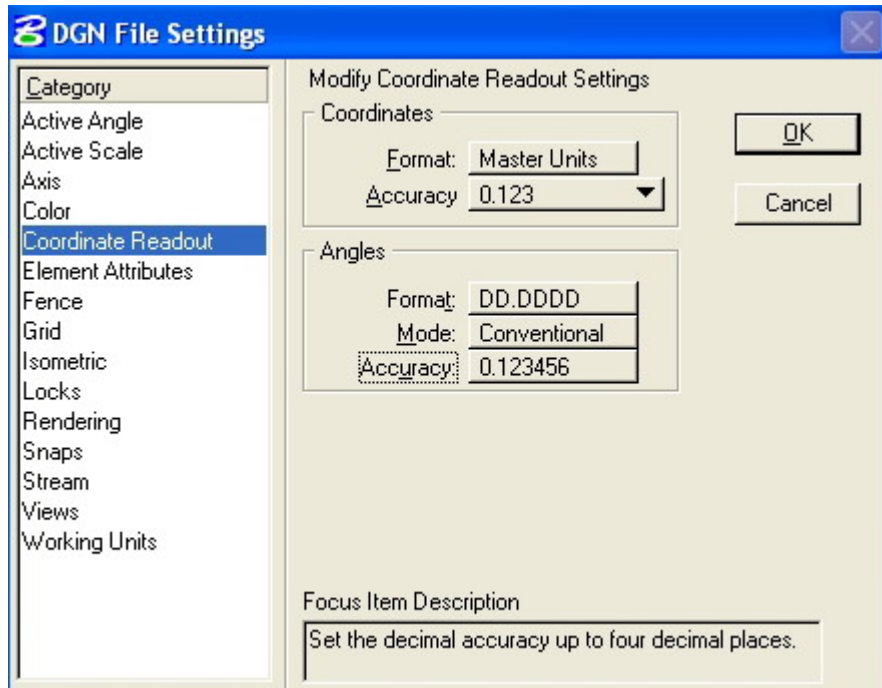 DGN File Settings
Category
Active Angle
Active Scale
Axis
Color
Coordinate Readout
Element Attributes
Fence
Grid
Isometric
Locks
Rendering
Snaps
Stream
Views
Working Units
Modify Coordinate Readout Settings
Coordinates
Format: Master Units
Accuracy 0.123
Angles
Format: DD.DDDD
Mode: Conventional
Accuracy: 0.123456
OK
Cancel
Focus Item Description
Set the decimal accuracy up to four decimal places.